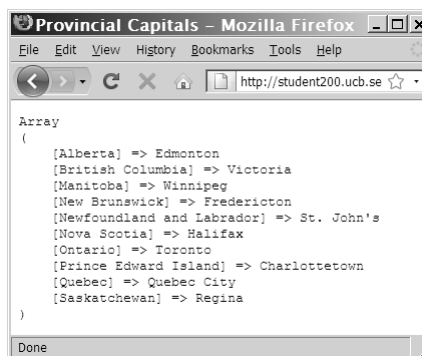 Provincial Capitals - Mozilla Firefox
File Edit View History Bookmarks Tools Help
http://student200.ucb.se
Array
(
[Alberta] => Edmonton
[British Columbia] => Victoria
[Manitoba] => Winnipeg
[New Brunswick] => Fredericton
[Newfoundland and Labrador] => St. John's
[Nova Scotia] => Halifax
[Ontario] => Toronto
[Prince Edward Island] => Charlottetown
[Quebec] => Quebec City
[Saskatchewan] => Regina
)
Done